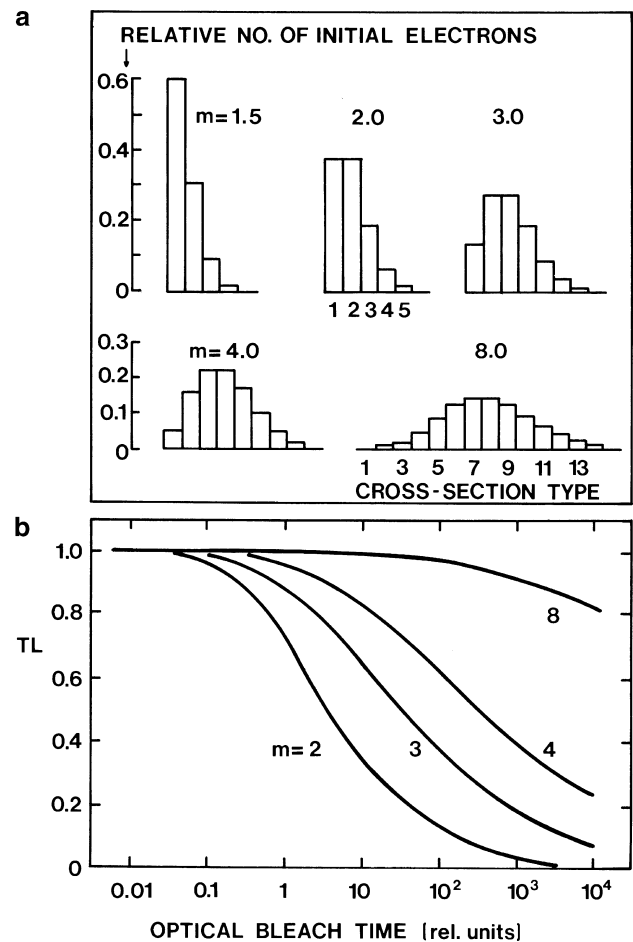 a
RELATIVE NO. OF INITIAL ELECTRONS
0.6
0.4
0.2
0
m=1.5
2.0
3.0
1 2 3 4 5
0.3
0.2
0.1
0
m=4.0
8.0
1 3 5 7 9 11 13
CROSS-SECTION TYPE
b
1.0
0.8
TL
0.6
0.4
0.2
0
8
m=2
3
4
0.01 0.1 1 10 10² 10³ 10⁴
OPTICAL BLEACH TIME (rel. units)